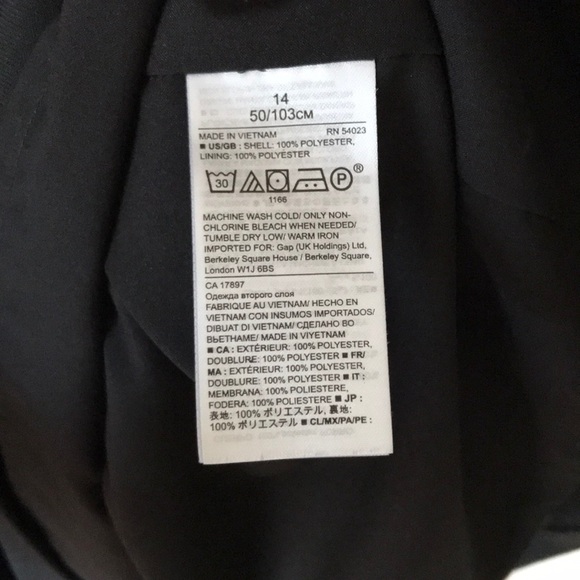 14
50/103CM
MADE IN VIETNAM RN 54023
■ US/GB : SHELL: 100% POLYESTER,
LINING: 100% POLYESTER
30 P ®
1166
MACHINE WASH COLD/ ONLY NON-
CHLORINE BLEACH WHEN NEEDED/
TUMBLE DRY LOW/ WARM IRON
IMPORTED FOR: Gap (UK Holdings) Ltd,
Berkeley Square House / Berkeley Square,
London W1J 6BS
CA 17897
Одежда второго слоя
FABRIQUE AU VIETNAM/ HECHO EN
VIETNAM CON INSUMOS IMPORTADOS/
DIBUAT DI VIETNAM/ СДЕЛАНО ВО
ВЬЕТНАМЕ/ MADE IN VIYETNAM
■ CA : EXTÉRIEUR: 100% POLYESTER,
DOUBLURE: 100% POLYESTER ■ FR/
MA : EXTÉRIEUR: 100% POLYESTER,
DOUBLURE: 100% POLYESTER ■ IT :
MEMBRANA: 100% POLIESTERE,
FODERA: 100% POLIESTERE ■ JP :
表地: 100% ポリエステル, 裏地:
100% ポリエステル ■ CL/MX/PA/PE :